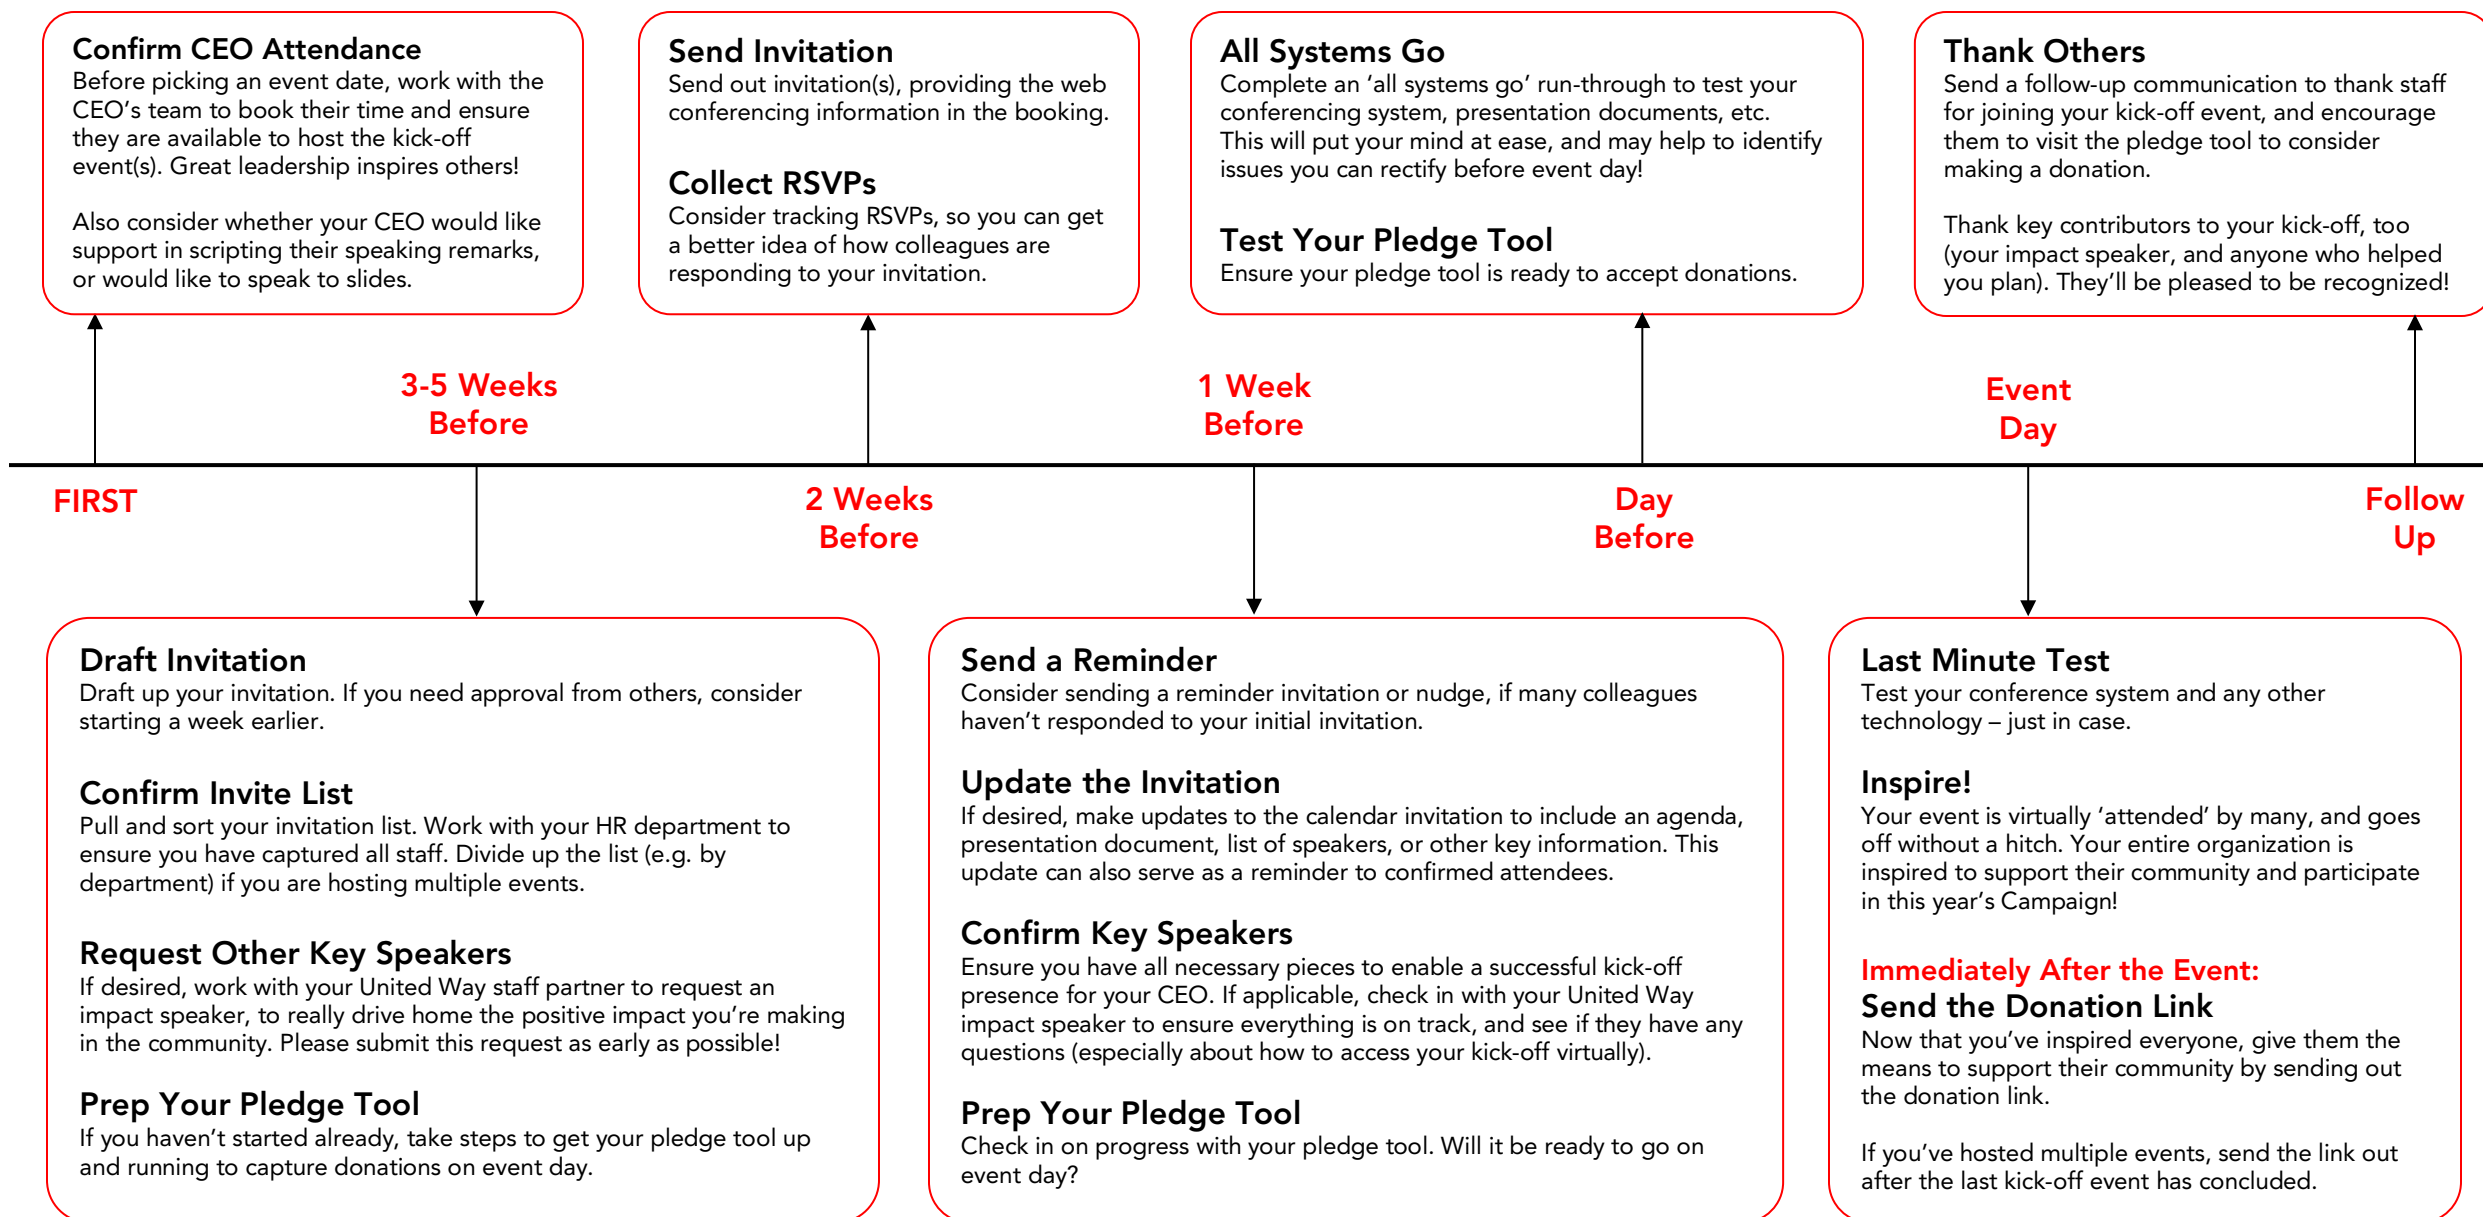 Confirm CEO Attendance
Before picking an event date, work with the
CEO’s team to book their time and ensure
they are available to host the kick-off
event(s). Great leadership inspires others!
Also consider whether your CEO would like
support in scripting their speaking remarks,
or would like to speak to slides.
Send Invitation
Send out invitation(s), providing the web
conferencing information in the booking.
Collect RSVPs
Consider tracking RSVPs, so you can get
a better idea of how colleagues are
responding to your invitation.
All Systems Go
Complete an ‘all systems go’ run-through to test your
conferencing system, presentation documents, etc.
This will put your mind at ease, and may help to identify
issues you can rectify before event day!
Test Your Pledge Tool
Ensure your pledge tool is ready to accept donations.
Thank Others
Send a follow-up communication to thank staff
for joining your kick-off event, and encourage
them to visit the pledge tool to consider
making a donation.
Thank key contributors to your kick-off, too
(your impact speaker, and anyone who helped
you plan). They’ll be pleased to be recognized!
3-5 Weeks
Before
1 Week
Before
Event
Day
FIRST
2 Weeks
Before
Day
Before
Follow
Up
Draft Invitation
Draft up your invitation. If you need approval from others, consider
starting a week earlier.
Confirm Invite List
Pull and sort your invitation list. Work with your HR department to
ensure you have captured all staff. Divide up the list (e.g. by
department) if you are hosting multiple events.
Request Other Key Speakers
If desired, work with your United Way staff partner to request an
impact speaker, to really drive home the positive impact you’re making
in the community. Please submit this request as early as possible!
Prep Your Pledge Tool
If you haven’t started already, take steps to get your pledge tool up
and running to capture donations on event day.
Send a Reminder
Consider sending a reminder invitation or nudge, if many colleagues
haven’t responded to your initial invitation.
Update the Invitation
If desired, make updates to the calendar invitation to include an agenda,
presentation document, list of speakers, or other key information. This
update can also serve as a reminder to confirmed attendees.
Confirm Key Speakers
Ensure you have all necessary pieces to enable a successful kick-off
presence for your CEO. If applicable, check in with your United Way
impact speaker to ensure everything is on track, and see if they have any
questions (especially about how to access your kick-off virtually).
Prep Your Pledge Tool
Check in on progress with your pledge tool. Will it be ready to go on
event day?
Last Minute Test
Test your conference system and any other
technology – just in case.
Inspire!
Your event is virtually ‘attended’ by many, and goes
off without a hitch. Your entire organization is
inspired to support their community and participate
in this year’s Campaign!
Immediately After the Event:
Send the Donation Link
Now that you’ve inspired everyone, give them the
means to support their community by sending out
the donation link.
If you’ve hosted multiple events, send the link out
after the last kick-off event has concluded.